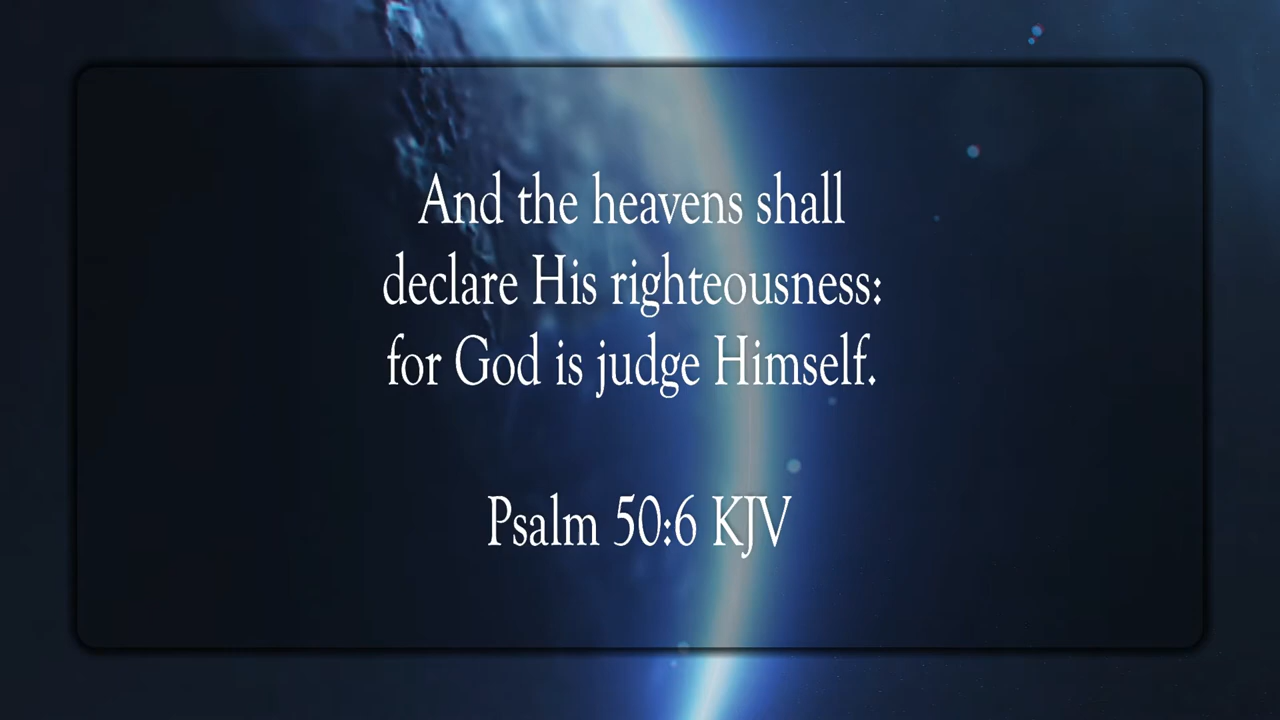 And the heavens shall
declare His righteousness:
for God is judge Himself.
Psalm 50:6 KJV